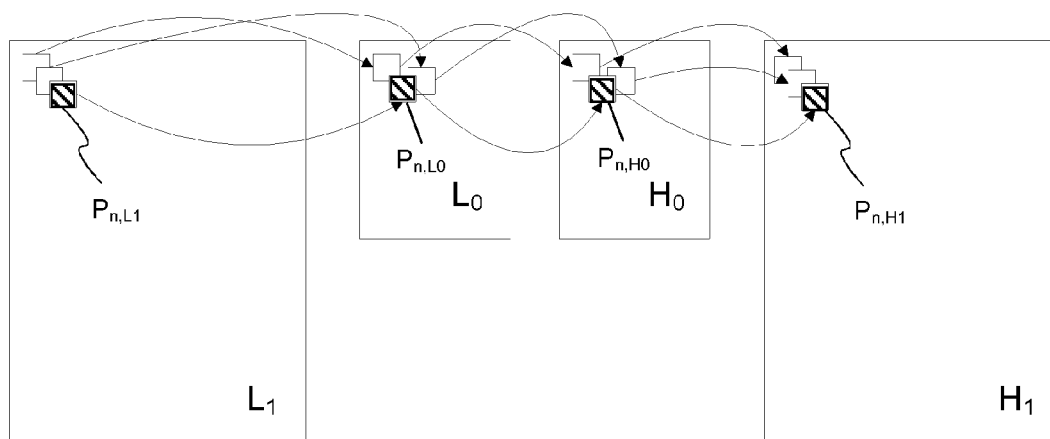 P_{n,L0}
P_{n,H0}
L_0
H_0
P_{n,L1}
P_{n,H1}
L_1
H_1